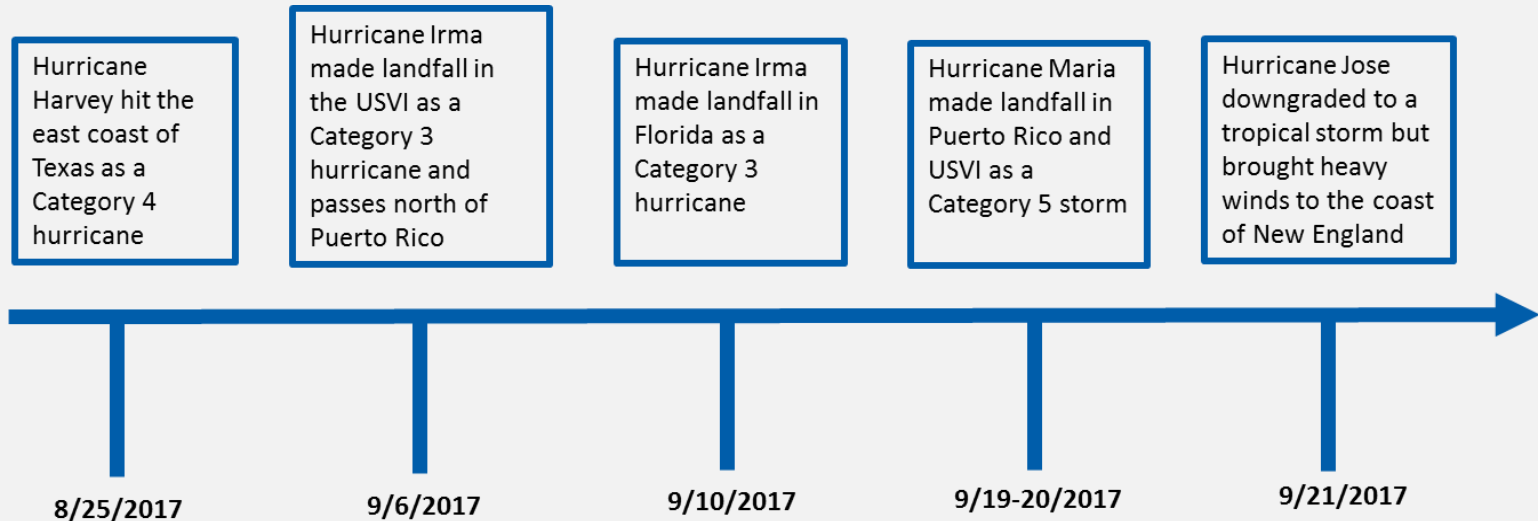 Hurricane
Harvey hit the
east coast of
Texas as a
Category 4
hurricane
Hurricane Irma
made landfall in
the USVI as a
Category 3
hurricane and
passes north of
Puerto Rico
Hurricane Irma
made landfall in
Florida as a
Category 3
hurricane
Hurricane Maria
made landfall in
Puerto Rico and
USVI as a
Category 5 storm
Hurricane Jose
downgraded to a
tropical storm but
brought heavy
winds to the coast
of New England
8/25/2017
9/6/2017
9/10/2017
9/19-20/2017
9/21/2017